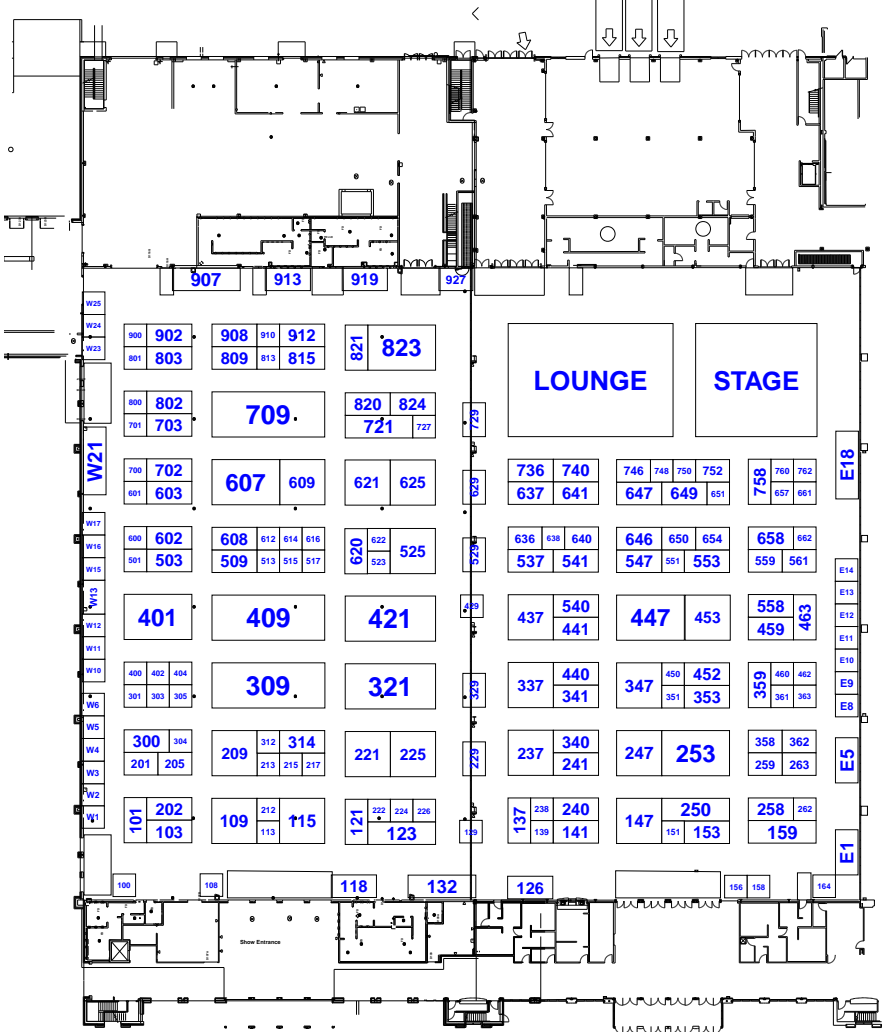 907 913 919 927
W25
W24
W23
900 902 908 910 912 821 823
801 803 809 813 815
LOUNGE STAGE
800 802 709 820 824 729
701 703 721 727
W21 E18
700 702 607 609 621 625 629 736 740 746 748 750 752 758 760 762
601 603 637 641 647 649 651 657 661
W17
W16
W15
600 602 608 612 614 616 620 622 525 529 636 638 640 646 650 654 658 662
501 503 509 513 515 517 523 537 541 547 551 553 559 561
W13
W12
W11
W10
E14
E13
E12
E11
E10
E9
E8
401 409 421 429 437 540 447 453 558 463
441 459
400 402 404 309 321 329 337 440 347 450 452 359 460 462
301 303 305 341 351 353 361 363
W6
W5
W4
W3
W2
W1
300 304 209 312 314 221 225 229 237 340 247 253 358 362 E5
201 205 213 215 217 241 259 263
101 202 109 212 115 121 222 224 226 129 137 238 240 147 250 258 262
103 113 123 139 141 151 153 159 E1
100 108 118 132 126 156 158 164
Show Entrance